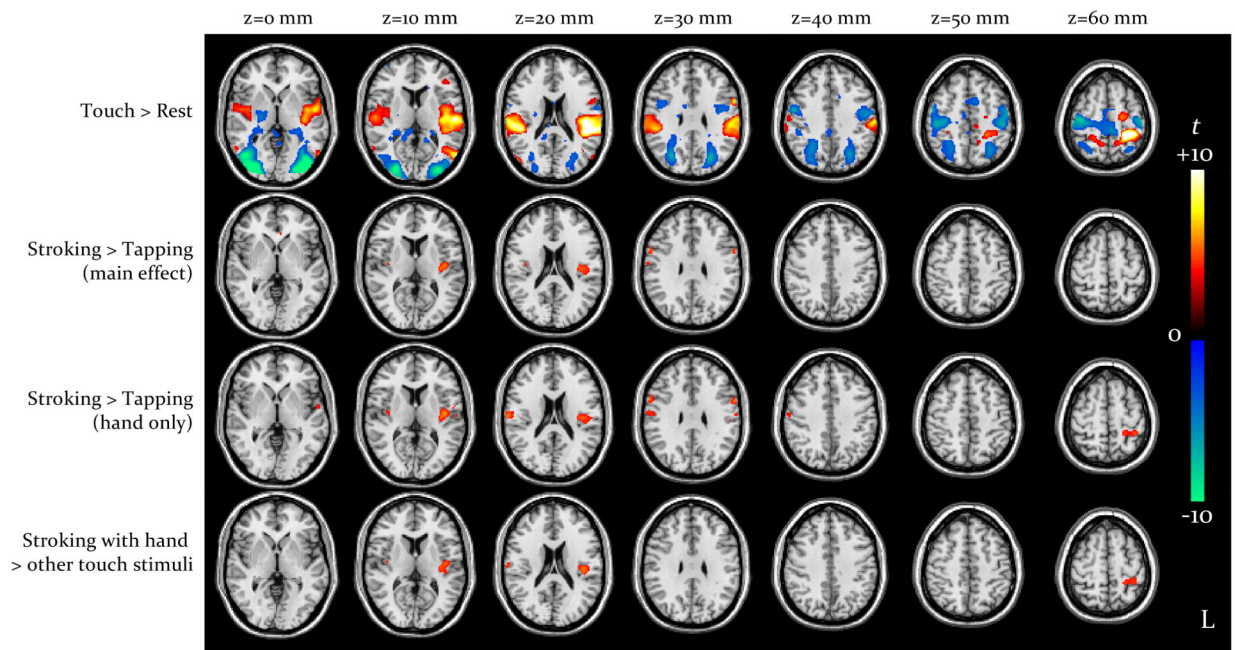 z=0 mm z=10 mm z=20 mm z=30 mm z=40 mm z=50 mm z=60 mm
Touch > Rest
t
+10
Stroking > Tapping
(main effect)
0
Stroking > Tapping
(hand only)
-10
Stroking with hand
> other touch stimuli
L